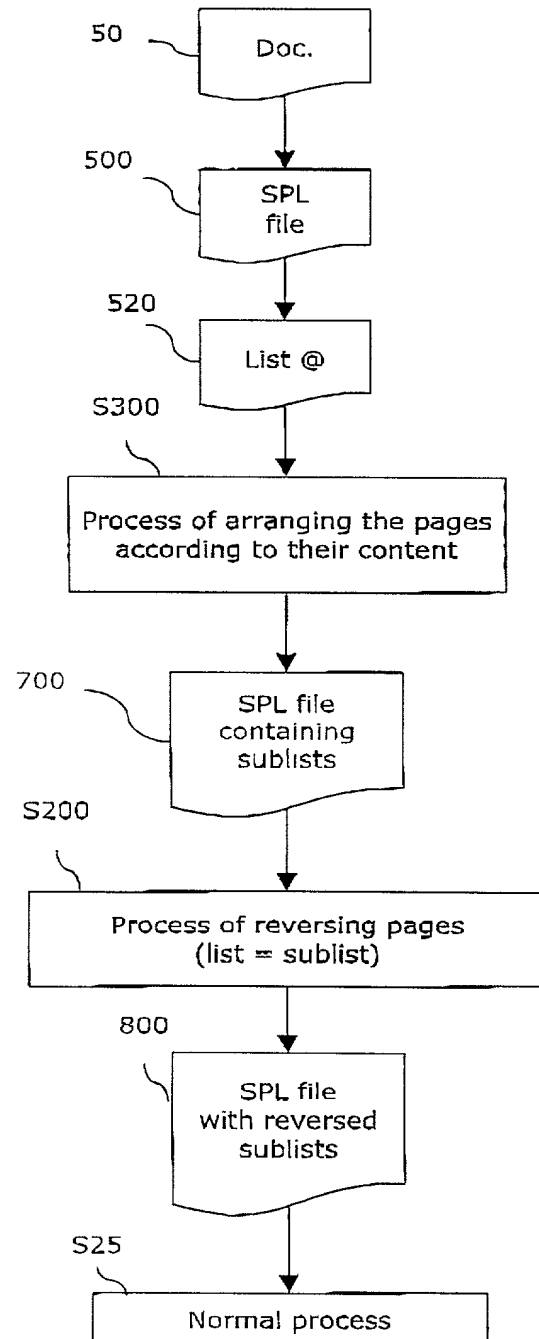 50
Doc.
500
SPL
file
520
List @
S300
Process of arranging the pages
according to their content
700
SPL file
containing
sublists
S200
Process of reversing pages
(list = sublist)
800
SPL file
with reversed
sublists
S25
Normal process